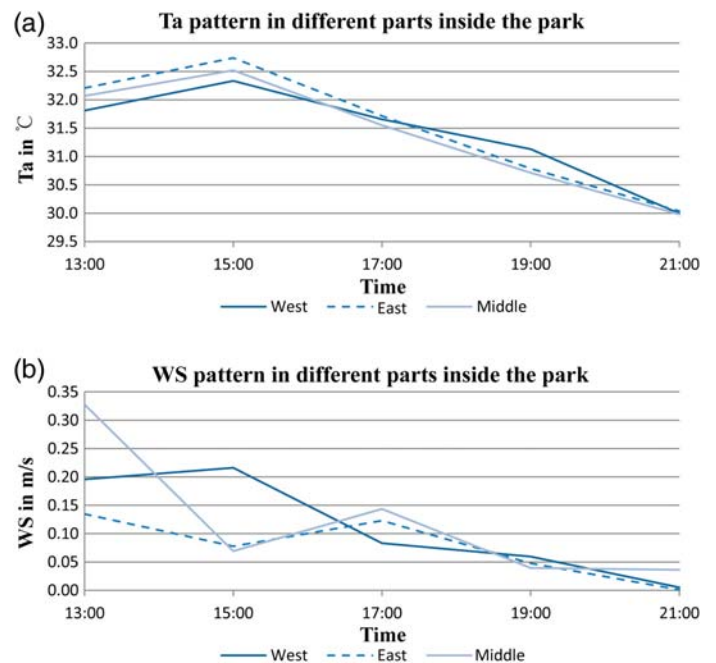 (a)
Ta pattern in different parts inside the park
33.0
32.5
32.0
31.5
31.0
30.5
30.0
29.5
Ta in °C
13:00 15:00 17:00 19:00 21:00
Time
West East Middle
(b)
WS pattern in different parts inside the park
0.35
0.30
0.25
0.20
0.15
0.10
0.05
0.00
WS in m/s
13:00 15:00 17:00 19:00 21:00
Time
West East Middle